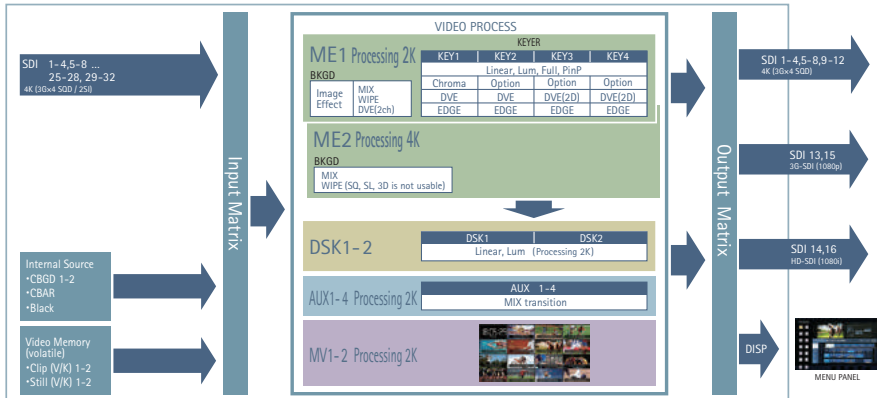 VIDEO PROCESS
SDI 1-4,5-8 ...
25-28, 29-32
4K (3Gx4 SQD / 2SI)
Internal Source
•CBGD 1-2
•CBAR
•Black
Video Memory
(volatile)
•Clip (V/K) 1-2
•Still (V/K) 1-2
Input Matrix
ME1 Processing 2K
BKGD
Image
Effect
MIX
WIPE
DVE(2ch)
KEYER
KEY1 KEY2 KEY3 KEY4
Linear, Lum, Full, PinP
Chroma Option Option Option
DVE DVE DVE(2D) DVE(2D)
EDGE EDGE EDGE EDGE
ME2 Processing 4K
BKGD
MIX
WIPE (SQ, SL, 3D is not usable)
DSK1-2
DSK1 DSK2
Linear, Lum (Processing 2K)
AUX1-4 Processing 2K
AUX 1-4
MIX transition
MV1-2 Processing 2K
Output Matrix
SDI 1-4,5-8,9-12
4K (3Gx4 SQD)
SDI 13,15
3G-SDI (1080p)
SDI 14,16
HD-SDI (1080i)
DISP
MENU PANEL